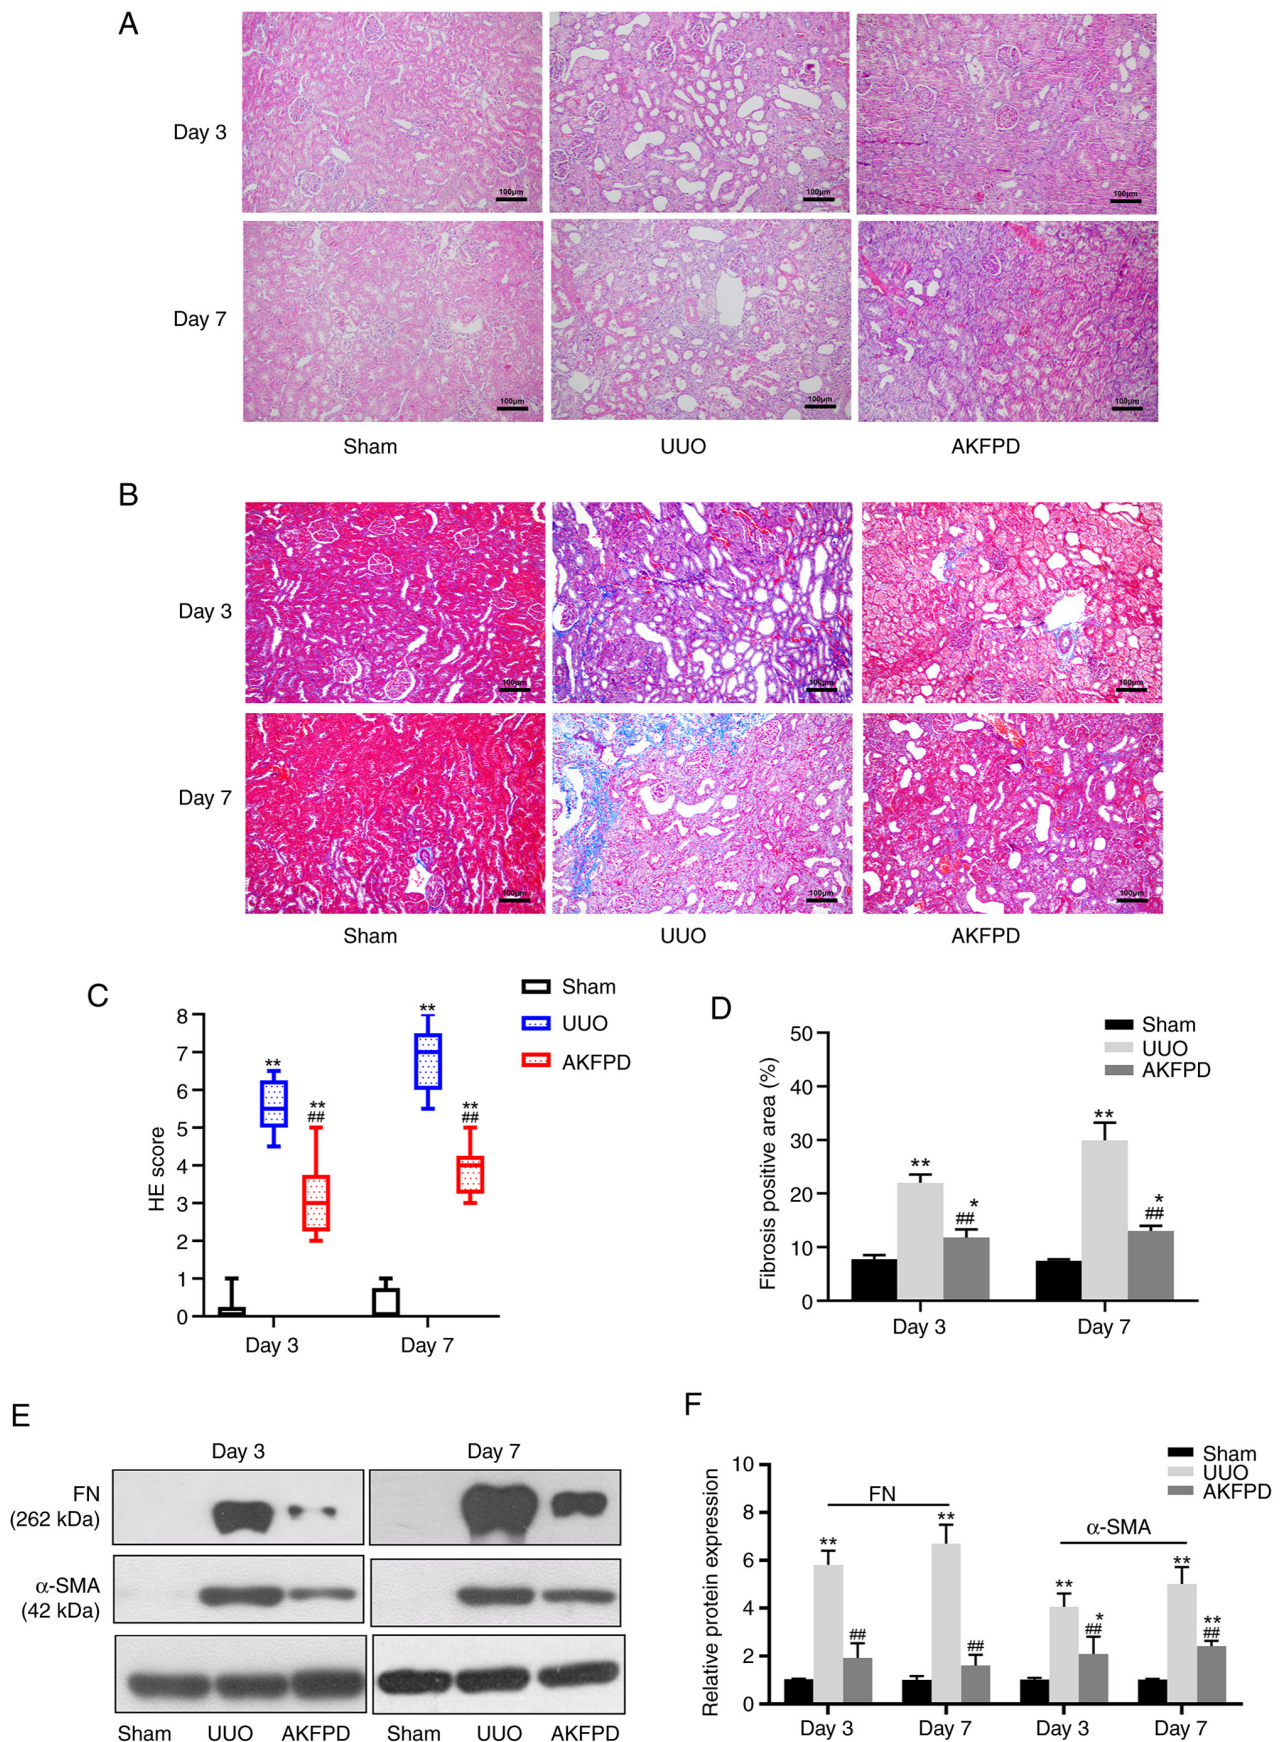 A
Day 3
100µm
100µm
100µm
Day 7
100µm
100µm
100µm
Sham
UUO
AKFPD
B
Day 3
100µm
100µm
100µm
Day 7
100µm
100µm
100µm
Sham
UUO
AKFPD
C
Sham
UUO
AKFPD
HE score
8
7
6
5
4
3
2
1
0
**
**
##
**
**
##
Day 3
Day 7
D
Sham
UUO
AKFPD
Fibrosis positive area (%)
50
40
30
20
10
0
**
*
##
**
*
##
Day 3
Day 7
E
Day 3
Day 7
FN
(262 kDa)
α-SMA
(42 kDa)
Sham
UUO
AKFPD
Sham
UUO
AKFPD
F
Sham
UUO
AKFPD
Relative protein expression
10
8
6
4
2
0
FN
α-SMA
**
##
**
##
**
*
##
**
**
##
Day 3
Day 7
Day 3
Day 7